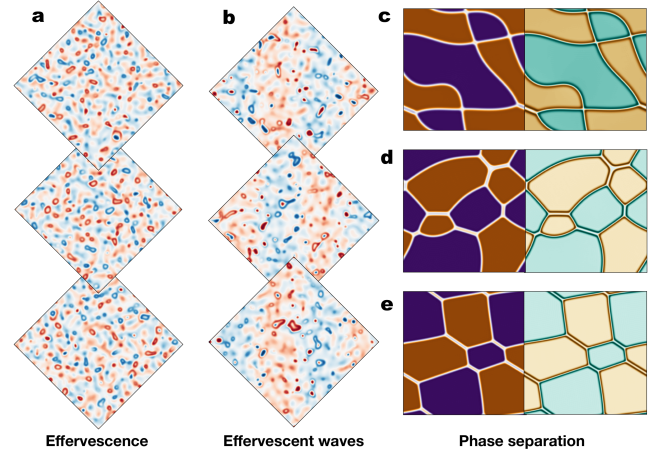 a
b
c
d
e
Effervescence
Effervescent waves
Phase separation